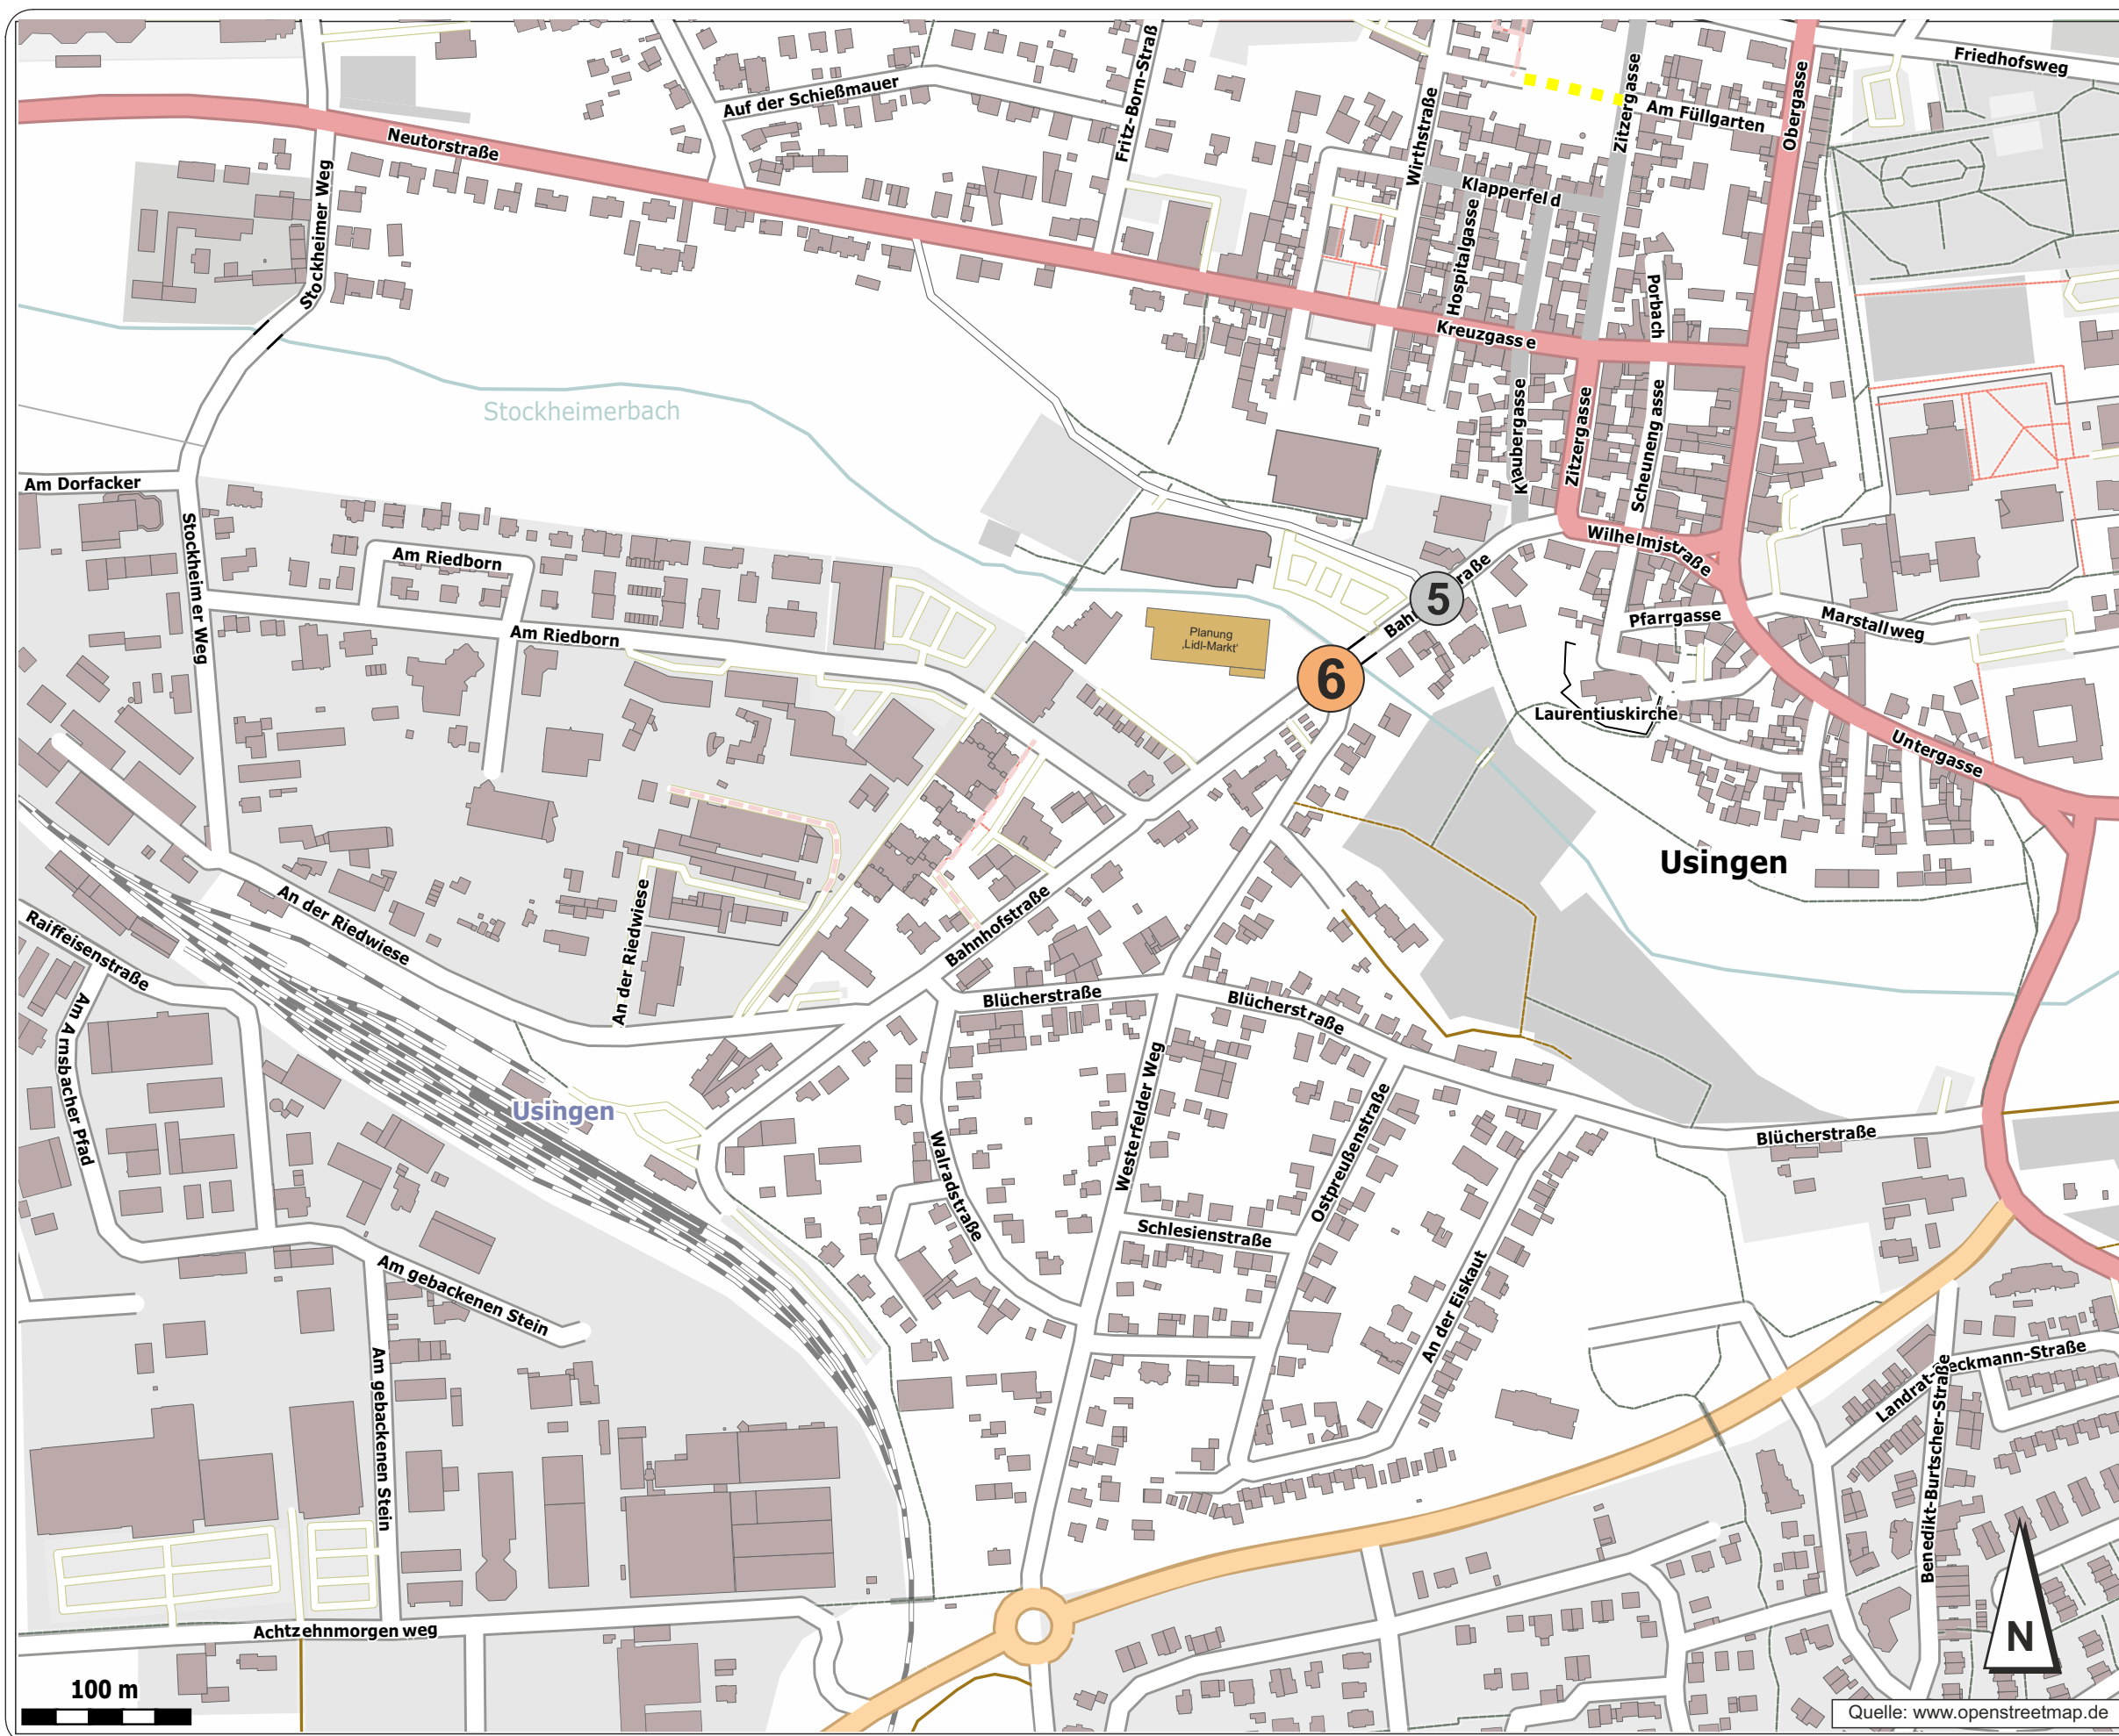 Friedhofsweg
Fritz-Born-Straß
Auf der Schießmauer
Zitzergasse
Obergasse
Am Füllgarten
Wirthstraße
Neutorstraße
Klapperfeld
Stockheimer Weg
Hospitalgasse
Porbach
Kreuzgasse
Stockheimerbach
Klaubergasse
Zitzergasse
Scheunengasse
Am Dorfacker
Wilhelmjstraße
Stockheimer Weg
Am Riedborn
Bahn
raße
5
Pfarrgasse
Marstallweg
Am Riedborn
Planung
‚Lidl-Markt‘
6
Laurentiuskirche
Untergasse
Usingen
An der Riedwiese
Raiffeisenstraße
An der Riedwiese
Bahnhofstraße
Blücherstraße
Blücherstraße
Am Arnsbacher Pfad
Usingen
Westerfelder Weg
Ostpreußenstraße
Blücherstraße
Walradstraße
Schlesienstraße
Am gebackenen Stein
An der Eiskaut
Landrat-
eckmann-Straße
Am gebackenen Stein
Benedikt-Burtscher-Straße
Achtzehnmorgenweg
N
100 m
Quelle: www.openstreetmap.de